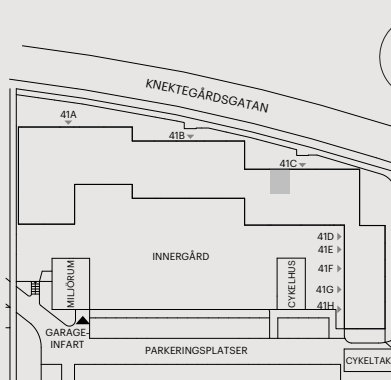 KNEKTEGÅRDSGATAN
41A
41B
41C
41D
41E
INNERGÅRD
41F
MILJÖRUM
CYKELHUS
41G
41H
GARAGE-
INFART
PARKERINGSPLATSER
CYKELTAK